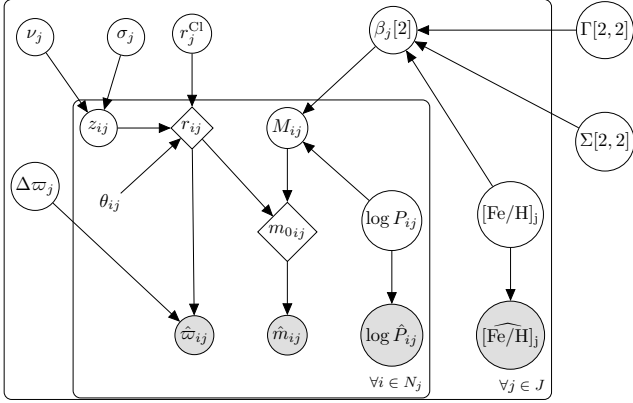 ν_j σ_j r_j^Cl β_j[2] Γ[2, 2]
z_ij r_ij M_ij Σ[2, 2]
Δϖ_j θ_ij m_0ij log P_ij [Fe/H]_j
ϖ̂_ij m̂_ij log P̂_ij [Fe/H]̂_j
∀i ∈ N_j ∀j ∈ J